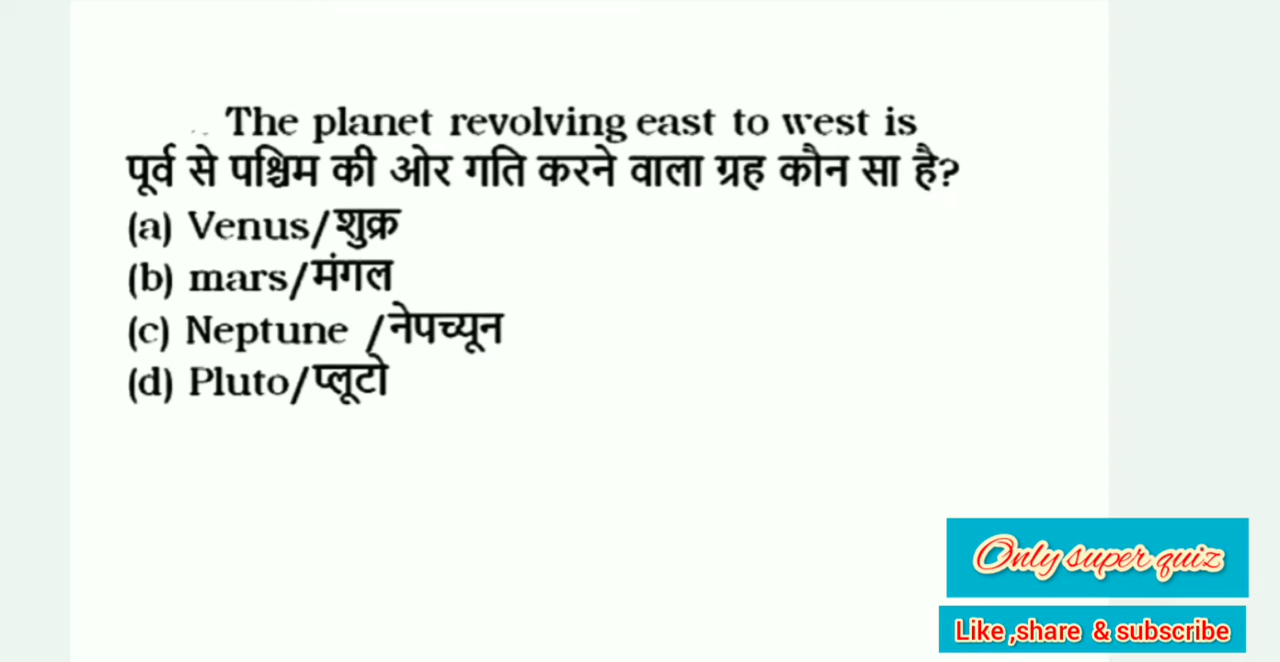 The planet revolving east to west is
पूर्व से पश्चिम की ओर गति करने वाला ग्रह कौन सा है?
(a) Venus/शुक्र
(b) mars/मंगल
(c) Neptune /नेपच्यून
(d) Pluto/प्लूटो
Only super quiz
Like ,share & subscribe